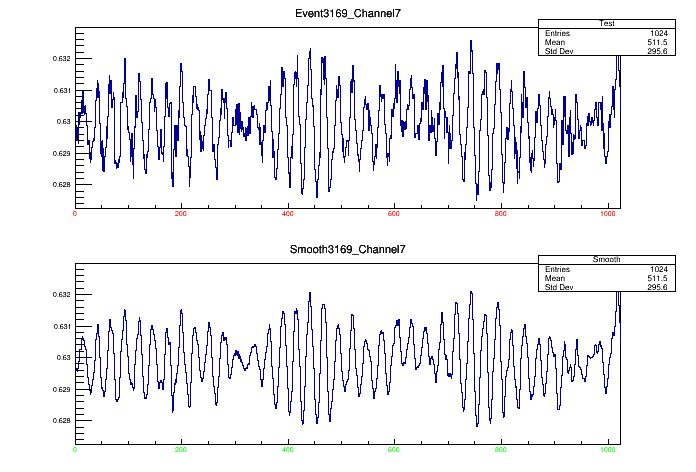 Event3169_Channel7
Test
Entries 1024
Mean 511.5
Std Dev 295.6
0.632
0.631
0.63
0.629
0.628
0 200 400 600 800 1000
Smooth3169_Channel7
Smooth
Entries 1024
Mean 511.5
Std Dev 295.6
0.632
0.631
0.63
0.629
0.628
0 200 400 600 800 1000